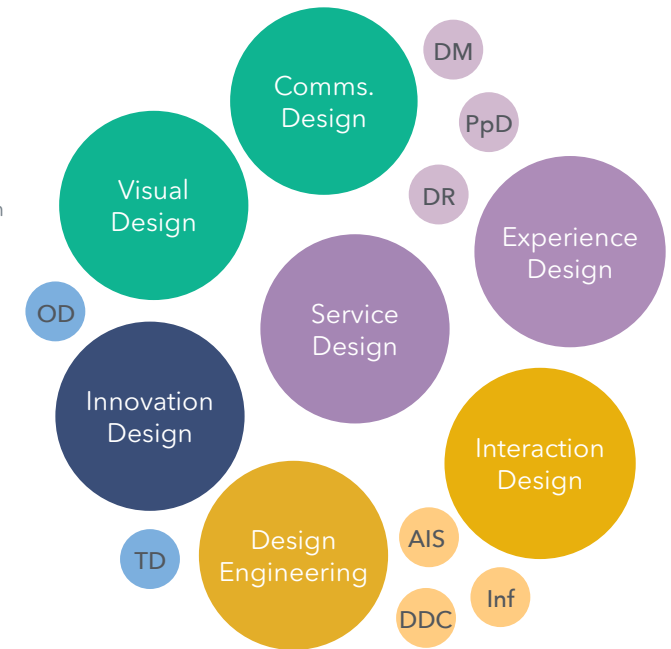 DM
Comms.
Design
PpD
Visual
Design
DR
n
Experience
Design
OD
Service
Design
Innovation
Design
Interaction
Design
AIS
Design
Engineering
TD
Inf
DDC